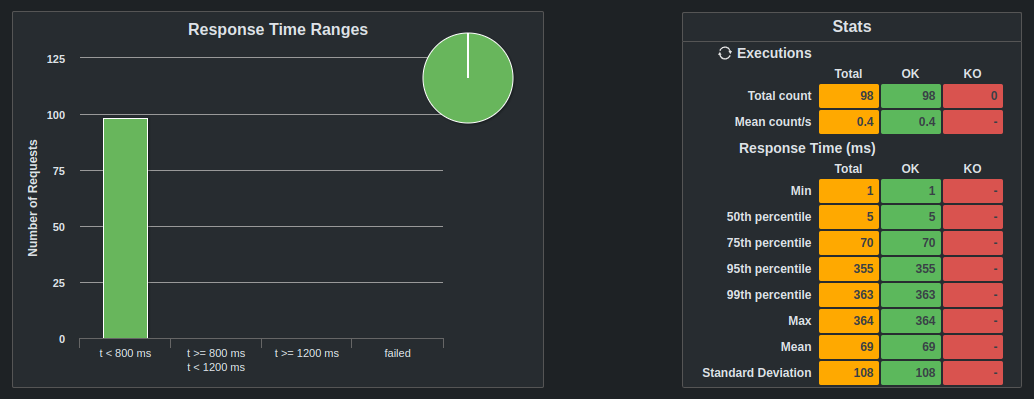 Response Time Ranges
125
100
75
50
25
0
Number of Requests
t < 800 ms
t >= 800 ms
t < 1200 ms
t >= 1200 ms
failed
Stats
Executions
Total OK KO
Total count 98 98 0
Mean count/s 0.4 0.4 -
Response Time (ms)
Total OK KO
Min 1 1 -
50th percentile 5 5 -
75th percentile 70 70 -
95th percentile 355 355 -
99th percentile 363 363 -
Max 364 364 -
Mean 69 69 -
Standard Deviation 108 108 -